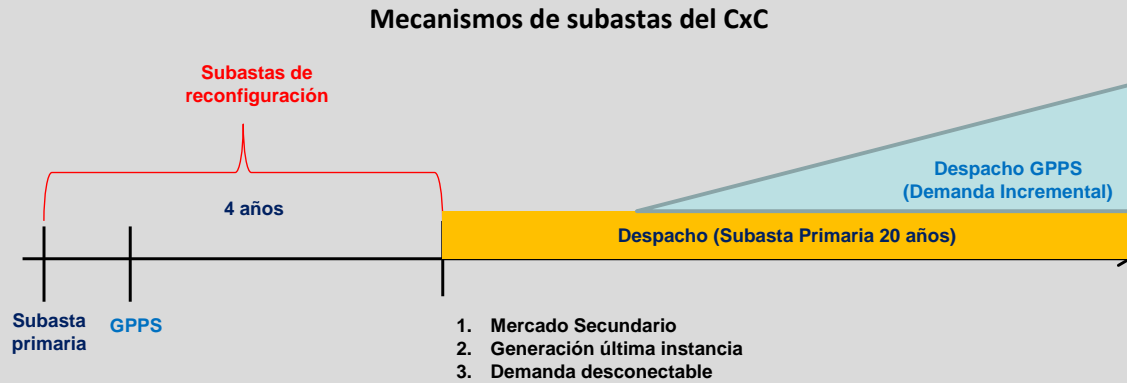 Mecanismos de subastas del CxC
Subastas de
reconfiguración
4 años
Despacho GPPS
(Demanda Incremental)
Despacho (Subasta Primaria 20 años)
Subasta
primaria
GPPS
1. Mercado Secundario
2. Generación última instancia
3. Demanda desconectable